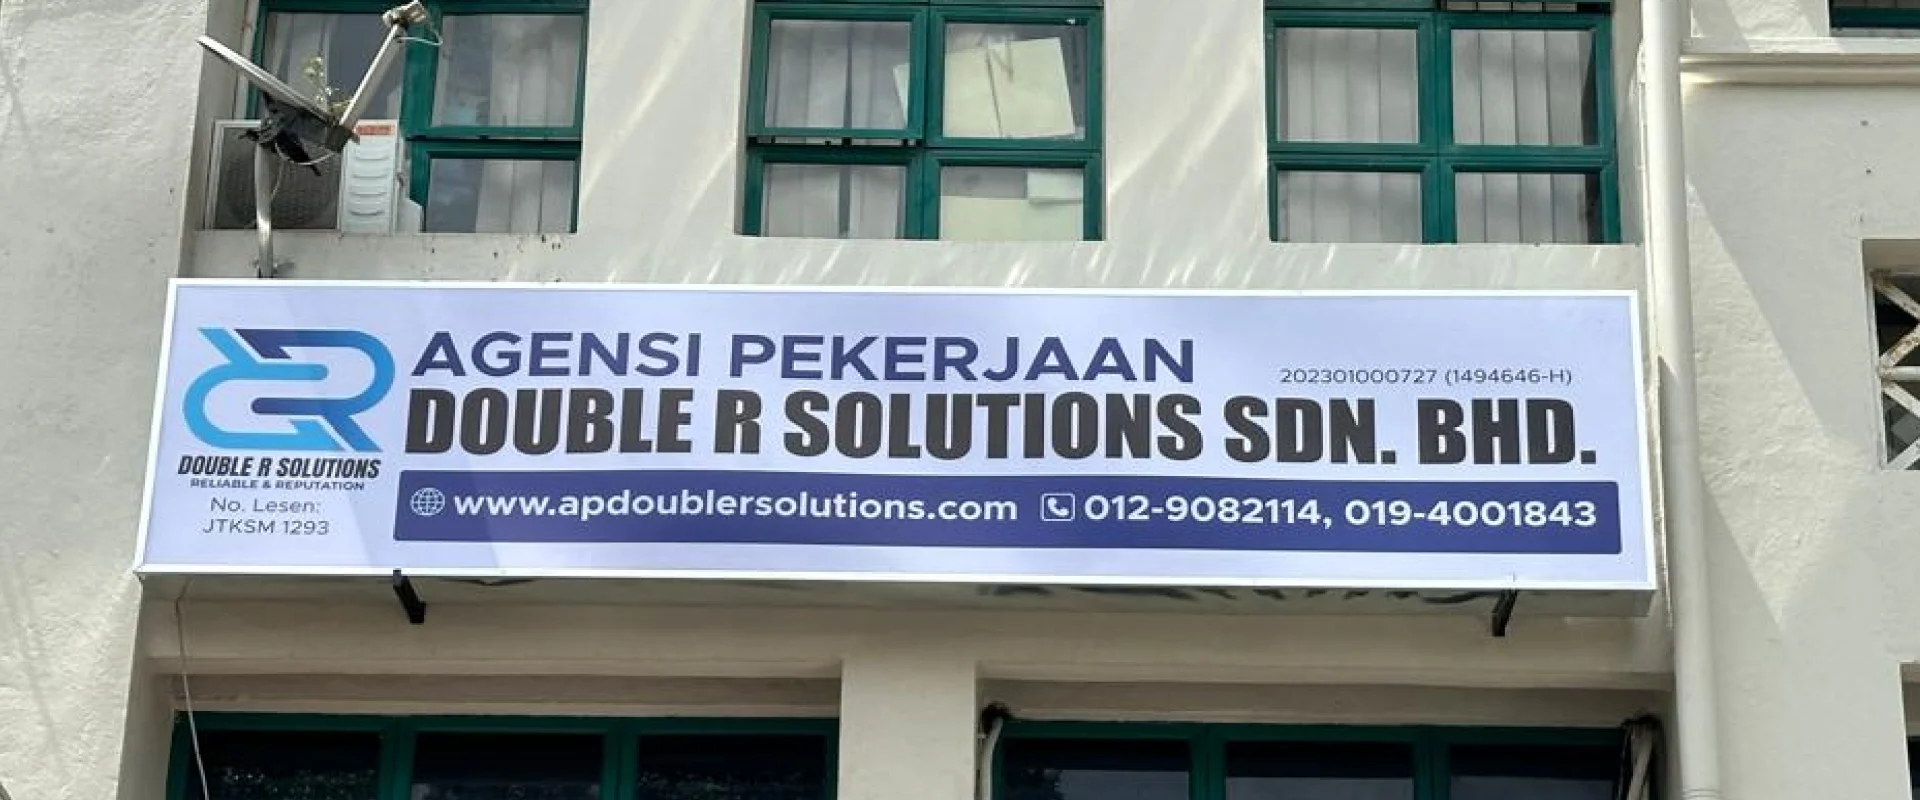 AGENSI PEKERJAAN
202301000727 (1494646-H)
DOUBLE R SOLUTIONS SDN. BHD.
DOUBLE R SOLUTIONS
RELIABLE & REPUTATION
No. Lesen:
JTKSM 1293
www.apdoublersolutions.com 012-9082114, 019-4001843